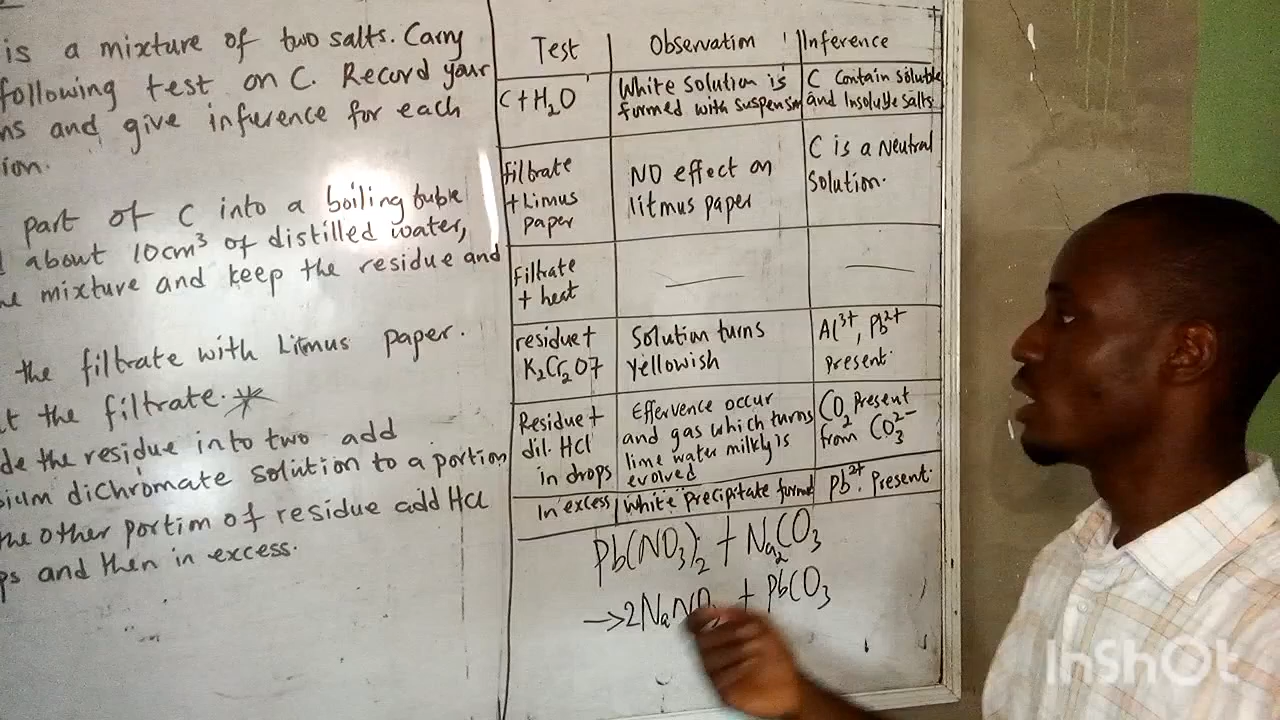 is a mixture of two salts. Carry
following test on C. Record your
ns and give inference for each
ion.
part of C into a boiling tuble
about 10cm³ of distilled water,
mixture and keep the residue and
the filtrate with Litmus paper.
t the filtrate.
de the residue into two add
ium dichromate solution to a portion
the other portion of residue add HCl
ps and then in excess.
Test | Observation | Inference
C + H₂O | White Solution is formed with suspension | C Contain soluble and Insoluble salts
filtrate + Limus paper | NO effect on litmus paper | C is a Neutral Solution.
filtrate + heat | — | —
residue + K₂Cr₂O7 | Solution turns yellowish | Al³⁺, Pb²⁺ Present
Residue + dil. HCl in drops | Effervence occur and gas which turns lime water milky is evolved | CO₂ Present from CO₃²⁻
In excess | White Precipitate formed | Pb²⁺ Present.
Pb(NO₃)₂ + Na₂CO₃
→ 2NaNO₃ + PbCO₃
InShOt